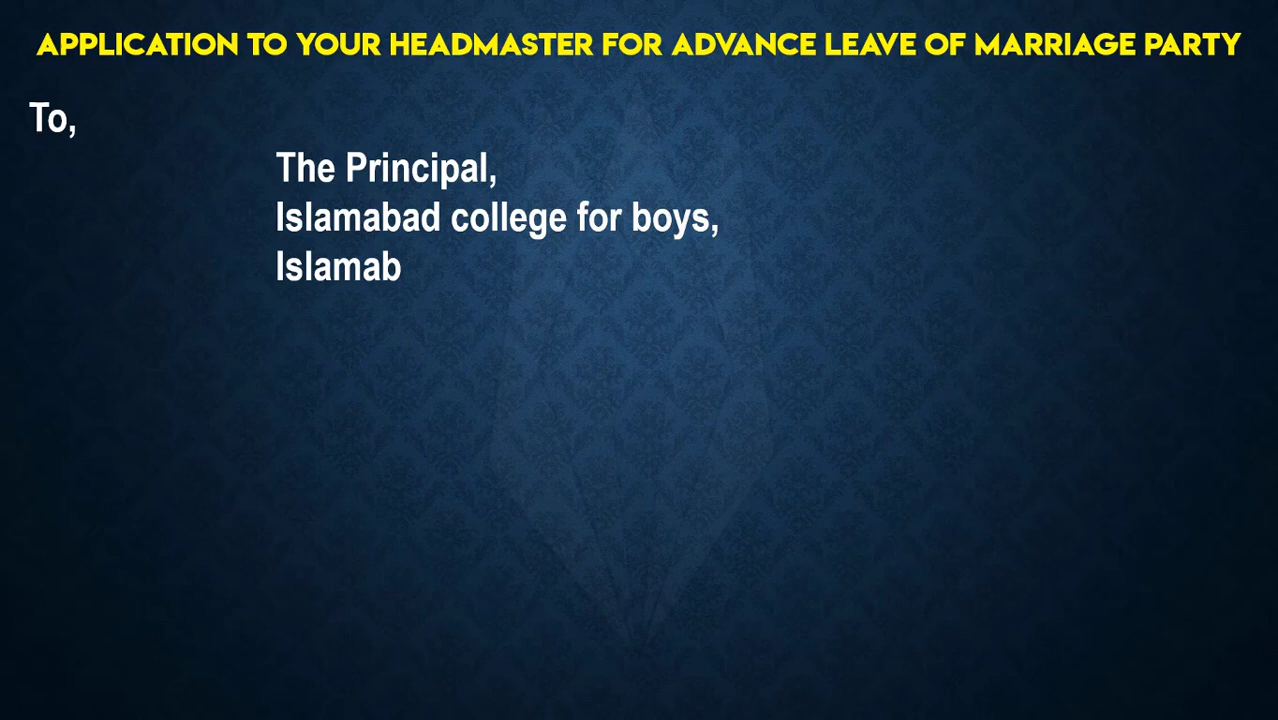 APPLICATION TO YOUR HEADMASTER FOR ADVANCE LEAVE OF MARRIAGE PARTY
To,
The Principal,
Islamabad college for boys,
Islamab